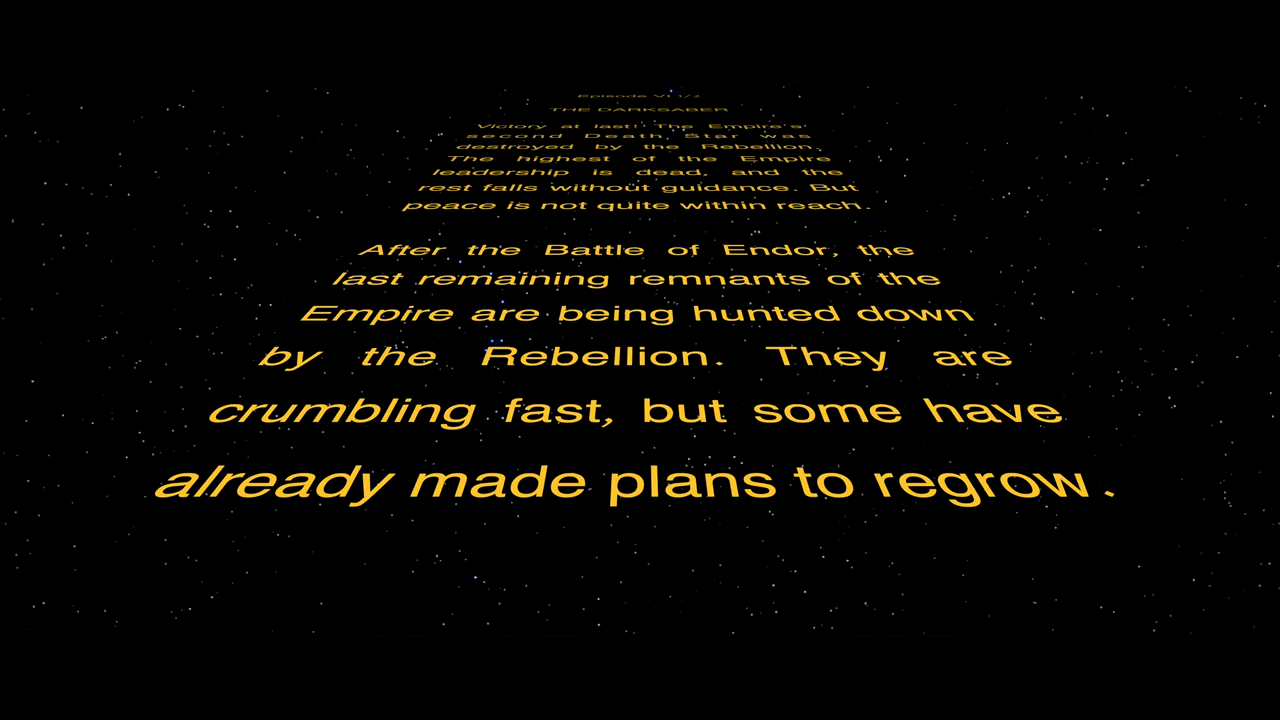 Episode VI 1/2
THE DARKSABER
Victory at last! The Empire's
second Death Star was
destroyed by the Rebellion.
The highest of the Empire
leadership is dead, and the
rest falls without guidance. But
peace is not quite within reach.
After the Battle of Endor, the
last remaining remnants of the
Empire are being hunted down
by the Rebellion. They are
crumbling fast, but some have
already made plans to regrow.